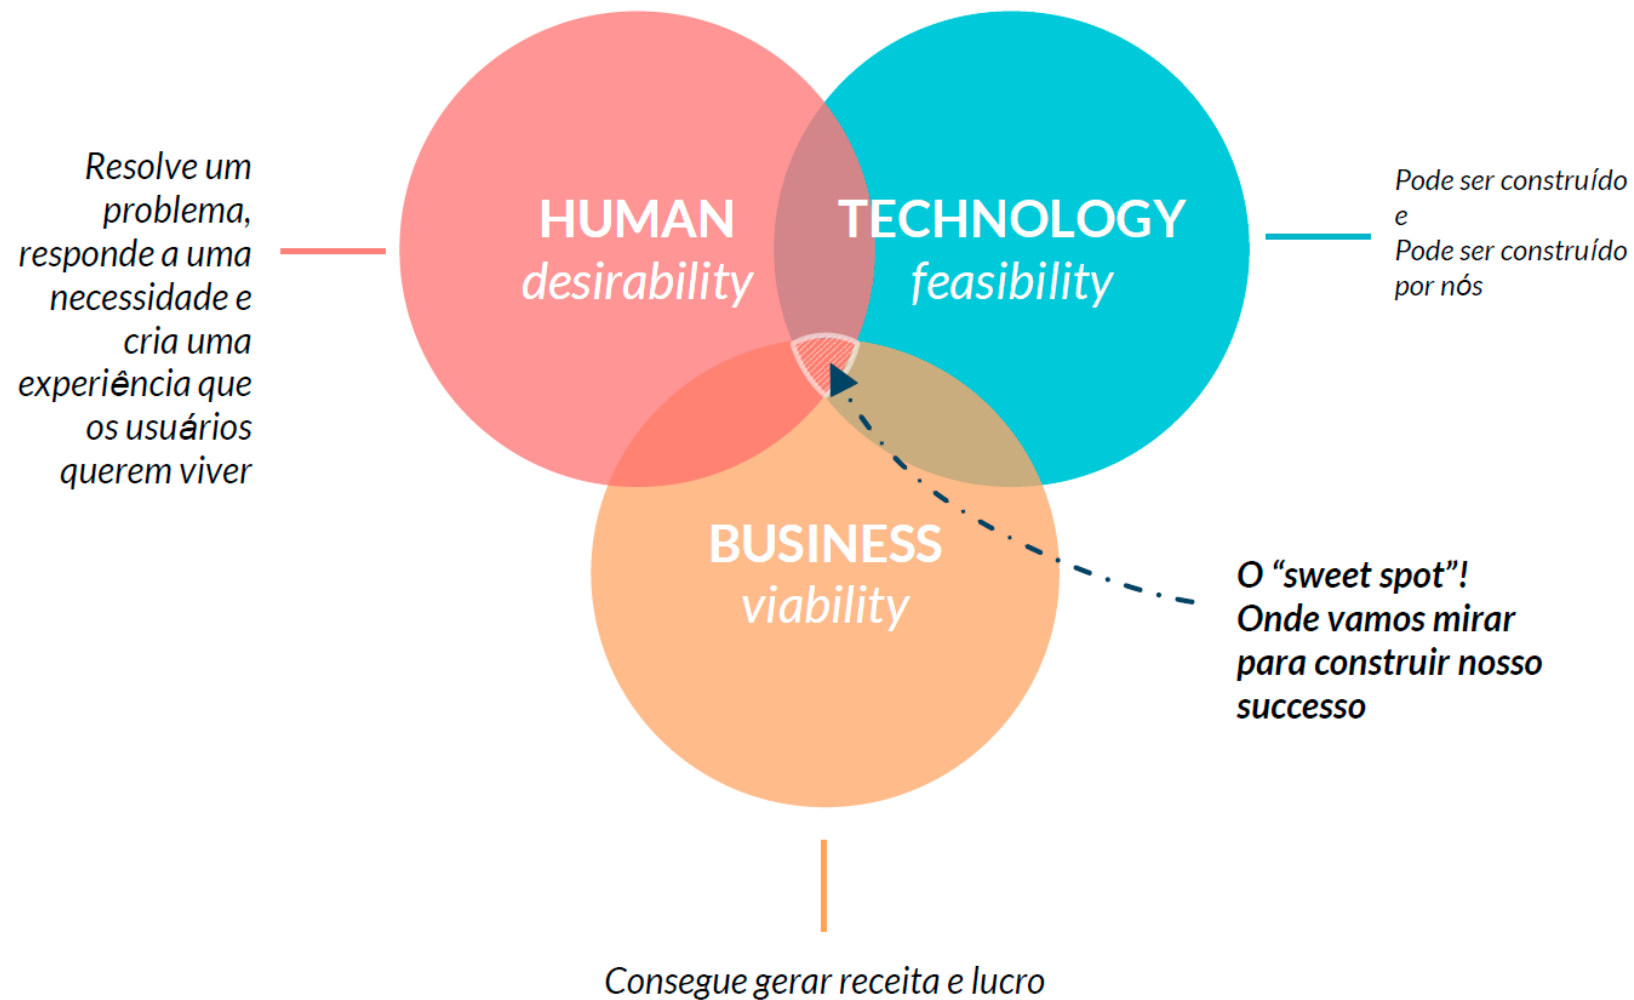 Resolve um
problema,
responde a uma
necessidade e
cria uma
experiência que
os usuários
querem viver
HUMAN
desirability
TECHNOLOGY
feasibility
Pode ser construído
e
Pode ser construído
por nós
BUSINESS
viability
O “sweet spot”!
Onde vamos mirar
para construir nosso
successo
Consegue gerar receita e lucro